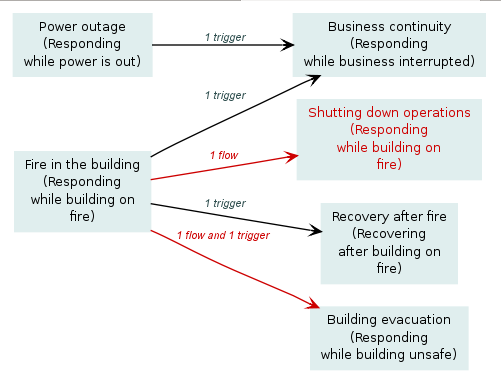 Power outage
(Responding
while power is out)
1 trigger
Business continuity
(Responding
while business interrupted)
1 trigger
Shutting down operations
(Responding
while building on
fire)
1 flow
Fire in the building
(Responding
while building on
fire)
1 trigger
Recovery after fire
(Recovering
after building on
fire)
1 flow and 1 trigger
Building evacuation
(Responding
while building unsafe)